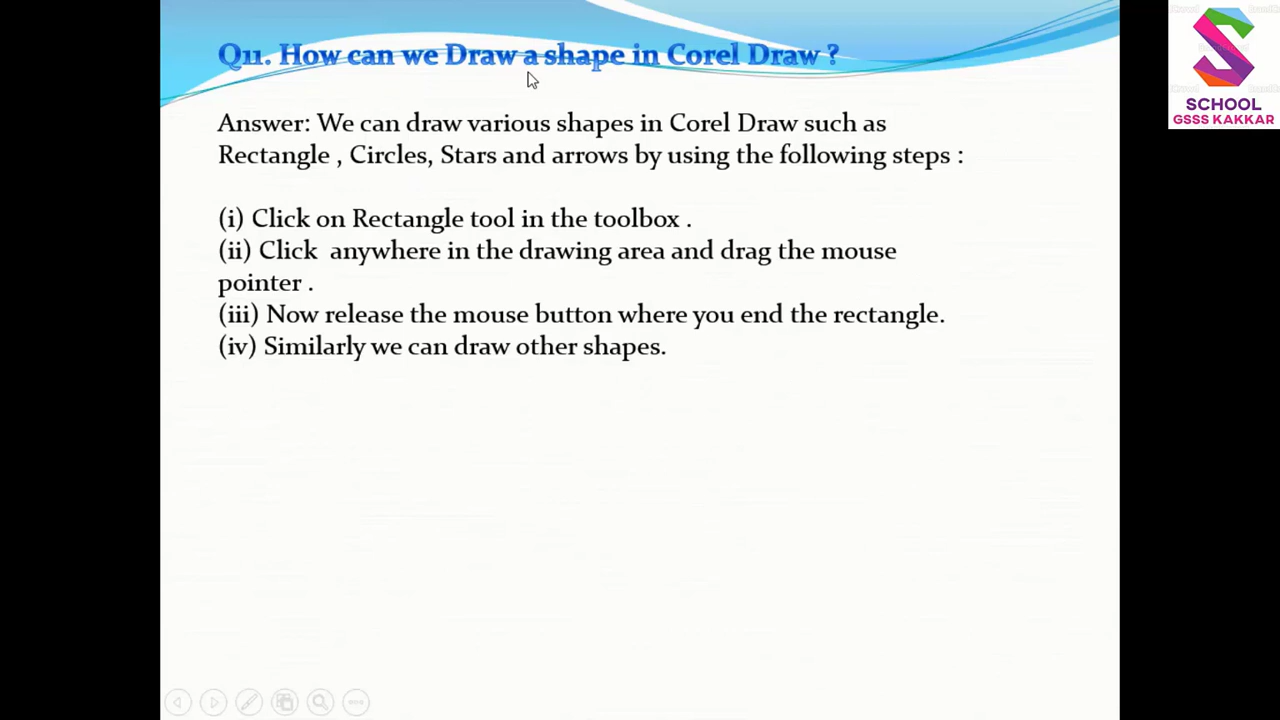 Q11. How can we Draw a shape in Corel Draw ?
Answer: We can draw various shapes in Corel Draw such as
Rectangle , Circles, Stars and arrows by using the following steps :
(i) Click on Rectangle tool in the toolbox .
(ii) Click  anywhere in the drawing area and drag the mouse
pointer .
(iii) Now release the mouse button where you end the rectangle.
(iv) Similarly we can draw other shapes.
SCHOOL
GSSS KAKKAR